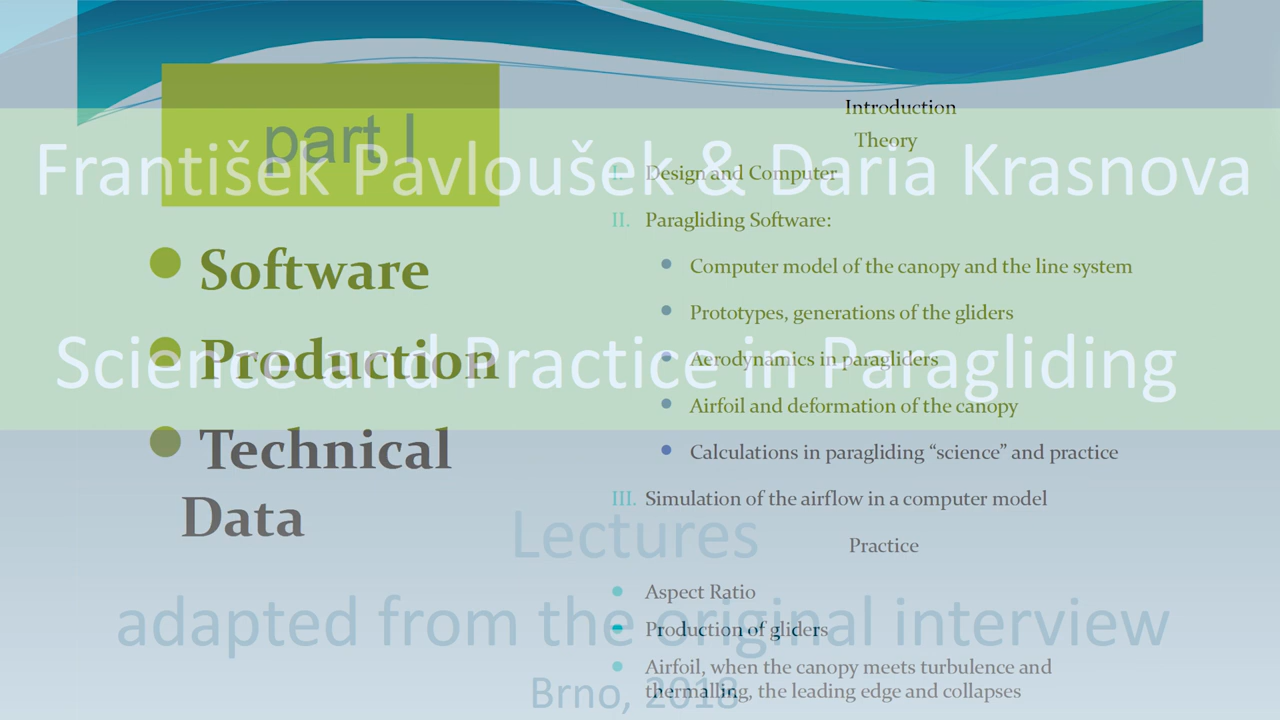 part I
František Pavloušek & Daria Krasnova
Science and Practice in Paragliding
Lectures
adapted from the original interview
Brno, 2018
Software
Production
Technical
Data
Introduction
Theory
I. Design and Computer
II. Paragliding Software:
Computer model of the canopy and the line system
Prototypes, generations of the gliders
Aerodynamics in paragliders
Airfoil and deformation of the canopy
Calculations in paragliding “science” and practice
III. Simulation of the airflow in a computer model
Practice
Aspect Ratio
Production of gliders
Airfoil, when the canopy meets turbulence and
thermalling, the leading edge and collapses